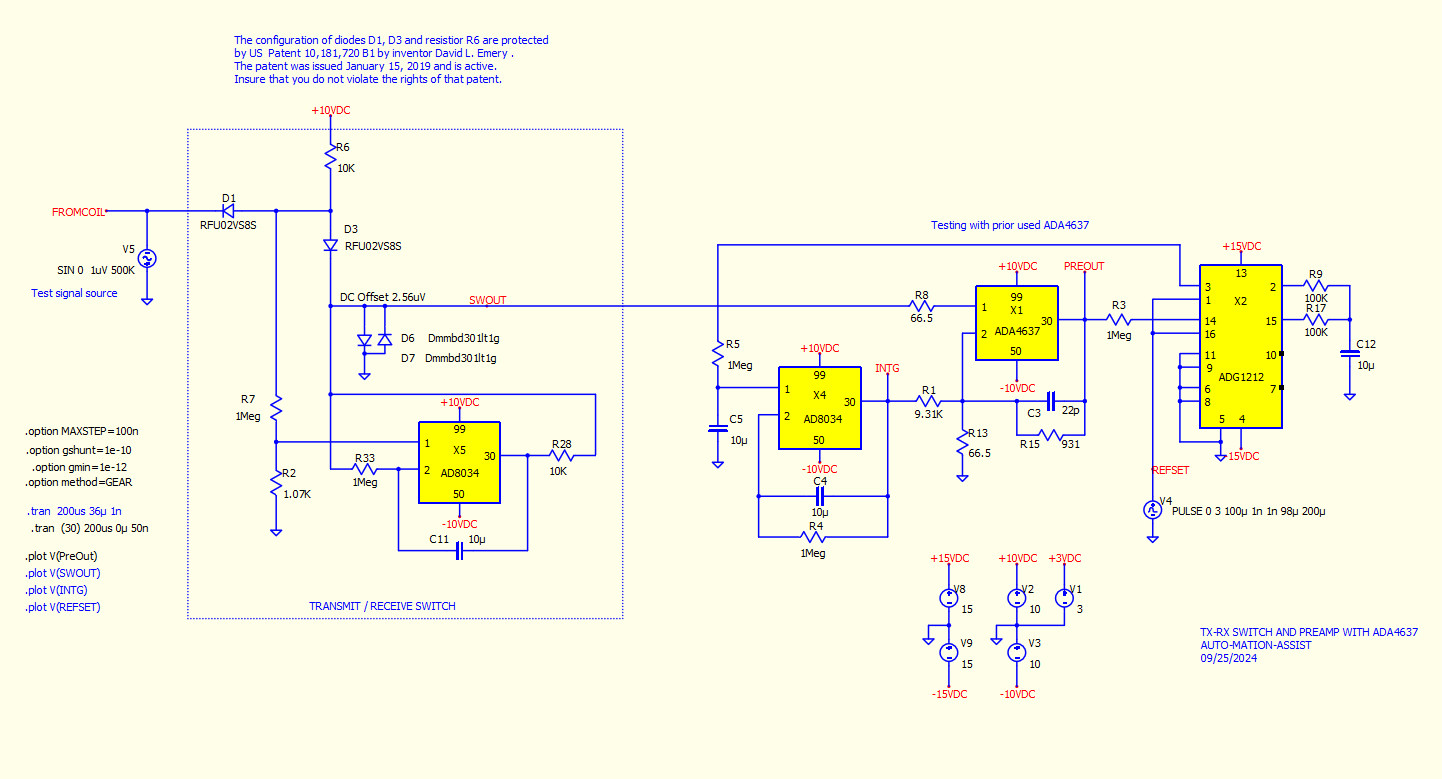 The configuration of diodes D1, D3 and resistior R6 are protected
by US Patent 10,181,720 B1 by inventor David L. Emery .
The patent was issued January 15, 2019 and is active.
Insure that you do not violate the rights of that patent.
+10VDC
R6
10K
D1
RFU02VS8S
FROMCOIL
D3
RFU02VS8S
V5
SIN 0 1uV 500K
Test signal source
DC Offset 2.56uV
SWOUT
D6 Dmmbd301lt1g
D7 Dmmbd301lt1g
R7
1Meg
R2
1.07K
+10VDC
99
1
X5
30
2
AD8034
50
-10VDC
R33
1Meg
R28
10K
C11 10µ
TRANSMIT / RECEIVE SWITCH
.option MAXSTEP=100n
.option gshunt=1e-10
.option gmin=1e-12
.option method=GEAR
.tran 200us 36µ 1n
.tran (30) 200us 0µ 50n
.plot V(PreOut)
.plot V(SWOUT)
.plot V(INTG)
.plot V(REFSET)
Testing with prior used ADA4637
R5
1Meg
C5
10µ
+10VDC
99
1
X4
30
2
AD8034
50
-10VDC
INTG
C4
10µ
R4
1Meg
R1
9.31K
R8
66.5
+10VDC
PREOUT
99
1
X1
30
2
ADA4637
50
-10VDC
R13
66.5
C3 22p
R15 931
R3
1Meg
+15VDC
13
3
2
1
X2
14
15
16
11
10
9
ADG1212
6
7
8
5 4
-15VDC
R9
100K
R17
100K
C12
10µ
REFSET
V4
PULSE 0 3 100µ 1n 1n 98µ 200µ
+15VDC
+10VDC
+3VDC
V8
15
V2
10
V1
3
V9
15
V3
10
-15VDC
-10VDC
TX-RX SWITCH AND PREAMP WITH ADA4637
AUTO-MATION-ASSIST
09/25/2024